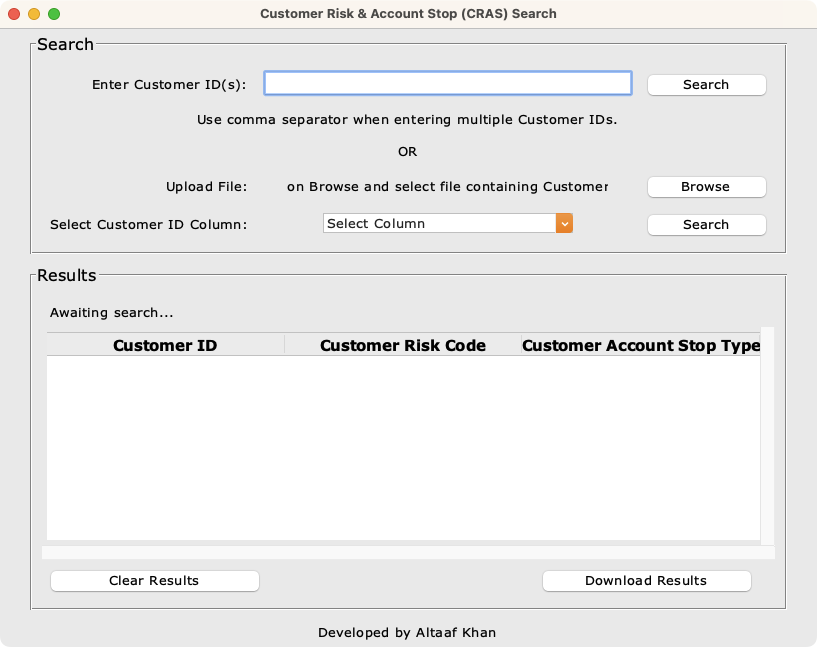 Customer Risk & Account Stop (CRAS) Search
Search
Enter Customer ID(s): Search
Use comma separator when entering multiple Customer IDs.
OR
Upload File: on Browse and select file containing Customer Browse
Select Customer ID Column: Select Column Search
Results
Awaiting search...
Customer ID Customer Risk Code Customer Account Stop Type
Clear Results Download Results
Developed by Altaaf Khan